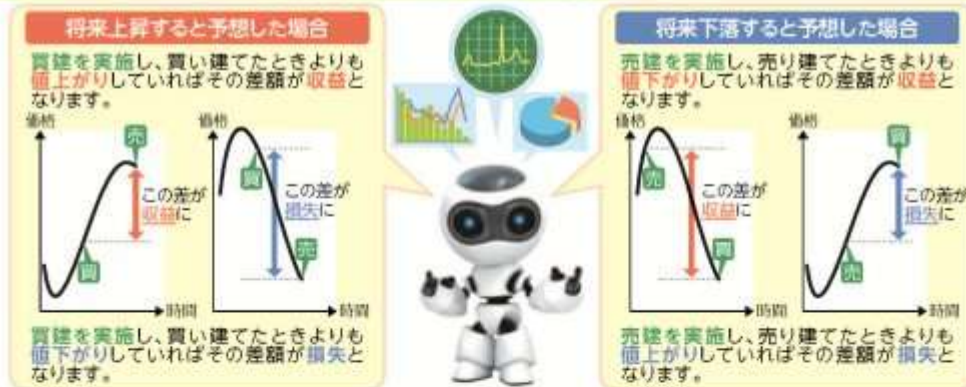 将来上昇すると予想した場合
買建を実施し、買い建てたときよりも
値上がりしていればその差額が収益と
なります。
価格
売
この差が
収益に
買
時間
価格
買
この差が
損失に
売
時間
買建を実施し、買い建てたときよりも
値下がりしていればその差額が損失と
なります。
将来下落すると予想した場合
売建を実施し、売り建てたときよりも
値下がりしていればその差額が収益と
なります。
価格
売
この差が
収益に
買
時間
価格
買
この差が
損失に
売
時間
売建を実施し、売り建てたときよりも
値上がりしていればその差額が損失と
なります。